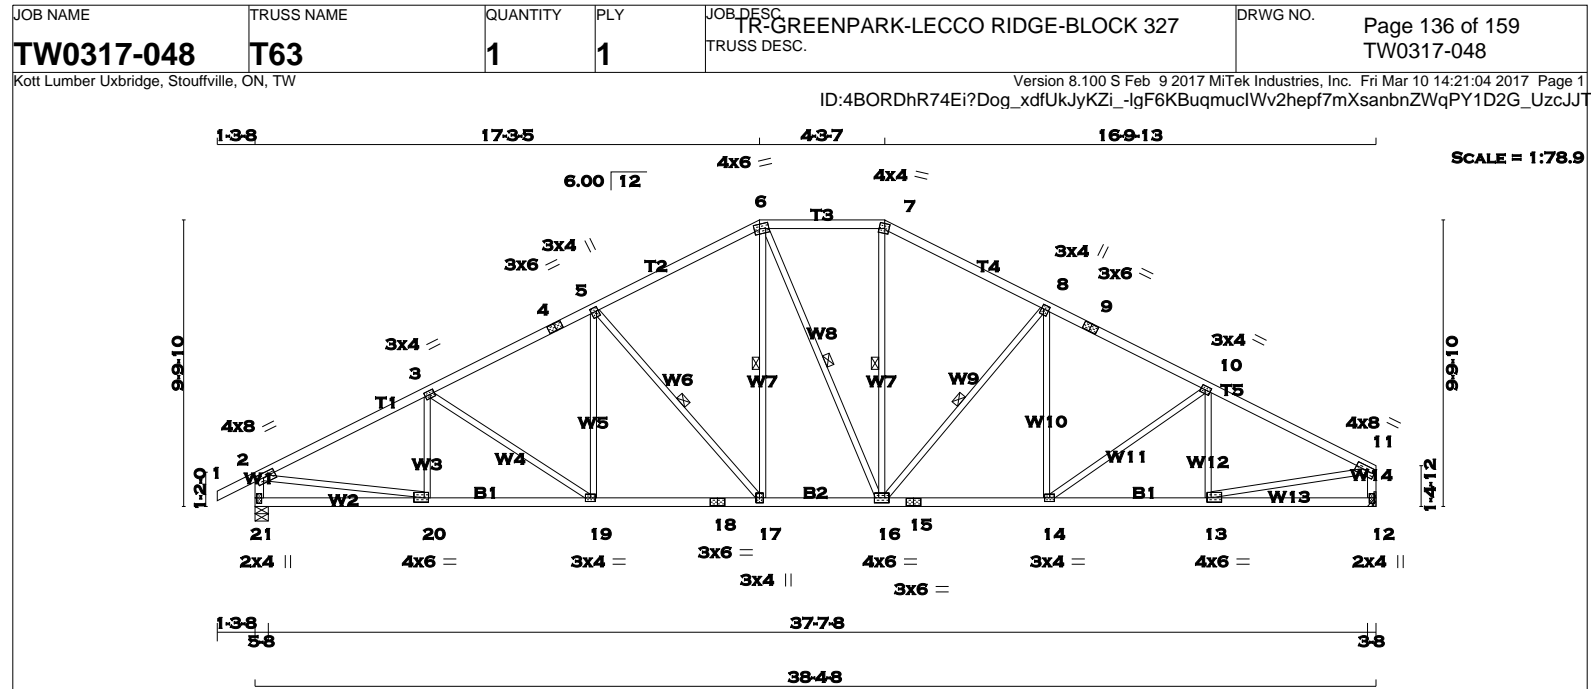 JOB NAME TRUSS NAME QUANTITY PLY JOB DESC. TR-GREENPARK-LECCO RIDGE-BLOCK 327 DRWG NO. Page 136 of 159
TW0317-048 T63 1 1 TRUSS DESC. TW0317-048
Kott Lumber Uxbridge, Stouffville, ON, TW Version 8.100 S Feb 9 2017 MiTek Industries, Inc. Fri Mar 10 14:21:04 2017 Page 1
1-3-8 17-3-5 4-3-7 16-9-13
SCALE = 1:78.9
4x6 =
4x4 =
6.00 12
6 T3 7
3x4 \\ 3x4 //
3x6 = T2 T4 3x6 =
5 8
4 9
W8
3x4 = 3x4 =
9-9-10 9-9-10
3 10
W6 W7 W7 W9
T1 T5
4x8 = W5 W10 4x8 =
11
2 W3 W4 W11 W12
1 W1 W14
1-2-0 1-4-12
W2 B1 B2 B1 W13
21 20 19 18 17 16 15 14 13 12
2x4 || 4x6 = 3x4 = 3x6 = 4x6 = 3x4 = 4x6 = 2x4 ||
3x4 || 3x6 =
1-3-8 37-7-8
5-8 3-8
38-4-8